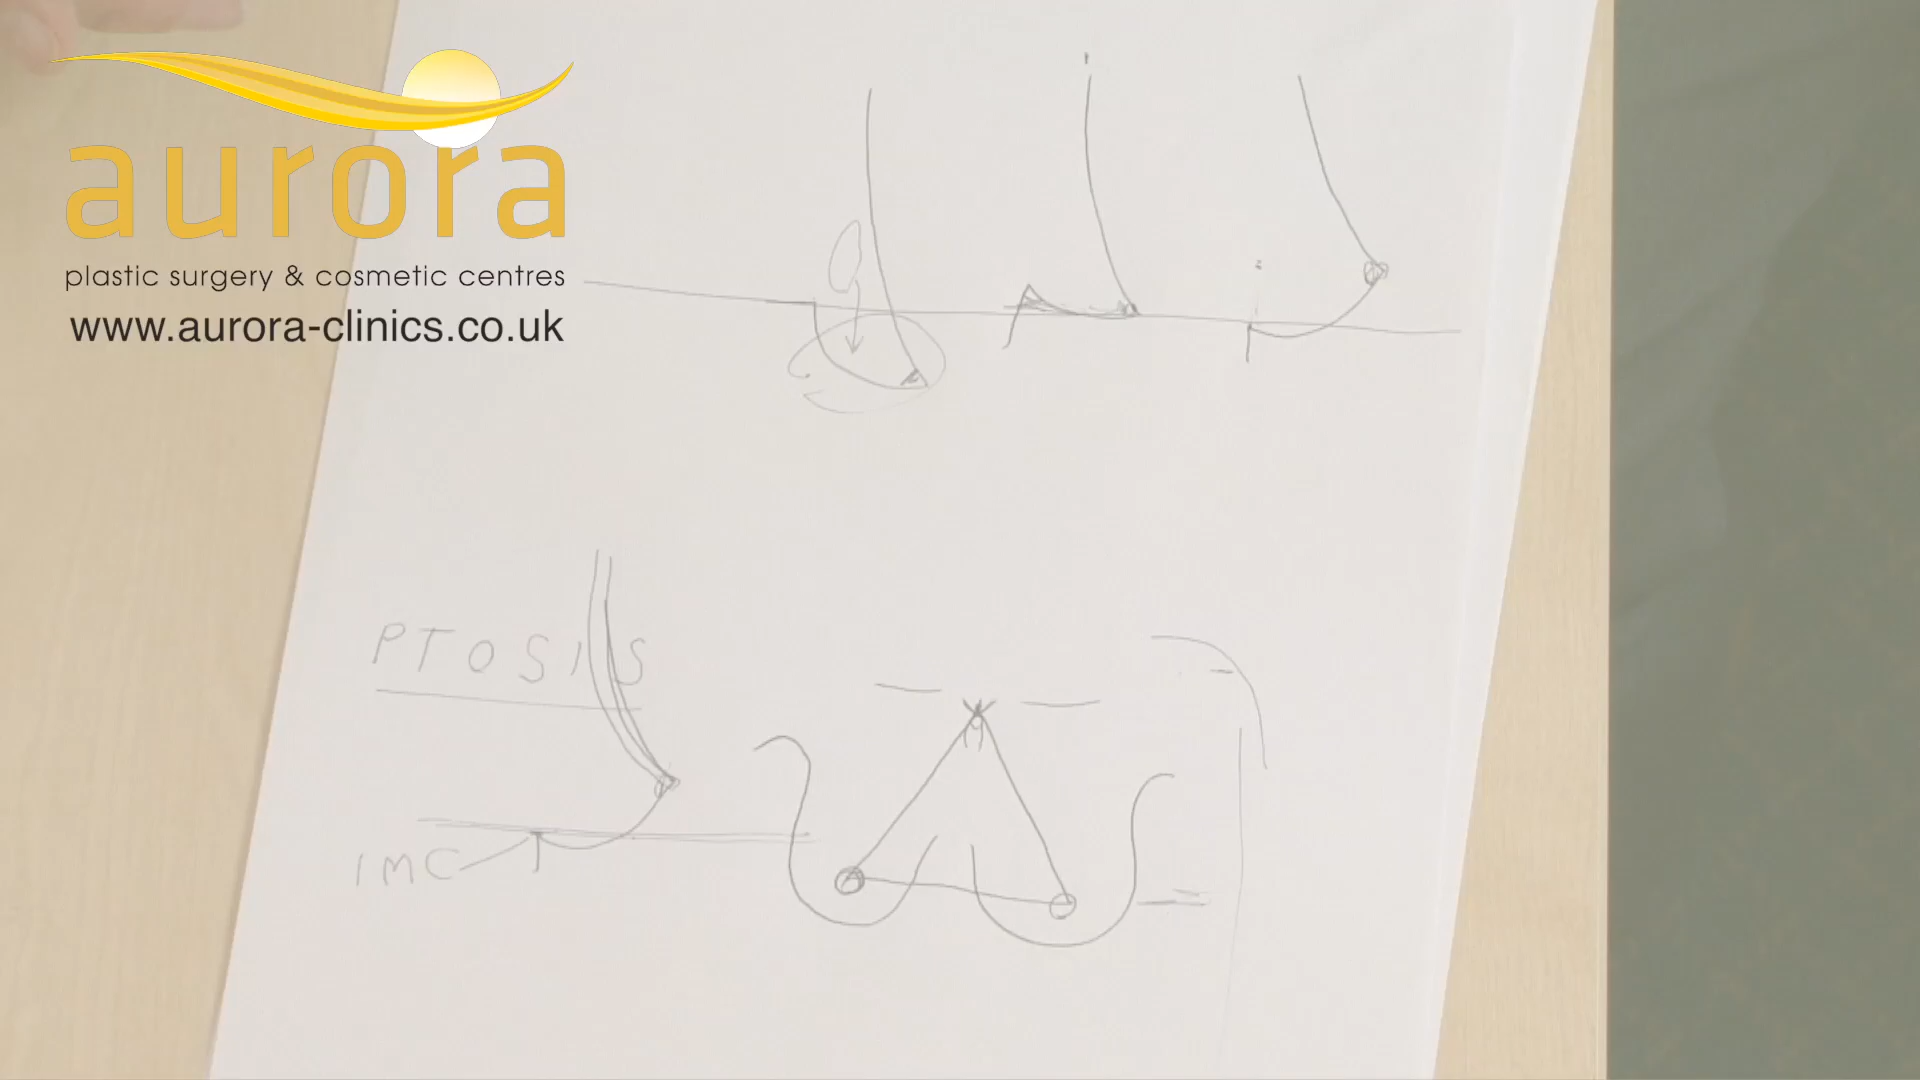 aurora
plastic surgery & cosmetic centres
www.aurora-clinics.co.uk
PTOSIS
IMC